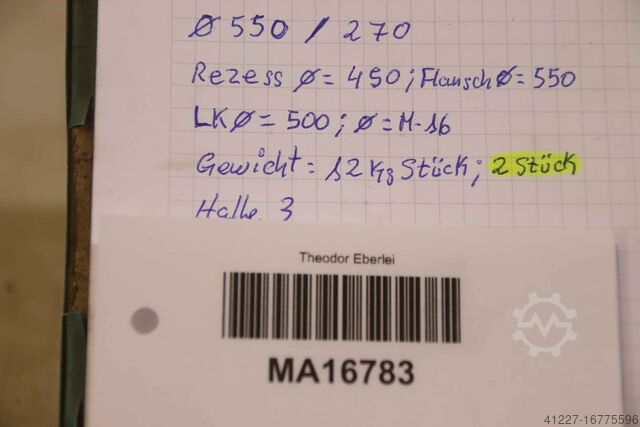 Ø 550 / 270
Rezess Ø = 450; Flansch Ø = 550
LKØ = 500; Ø = M-16
Gewicht = 12 Kg Stück; 2 Stück
Halle 3
Theodor Eberlei
MA16783
41227-16775596